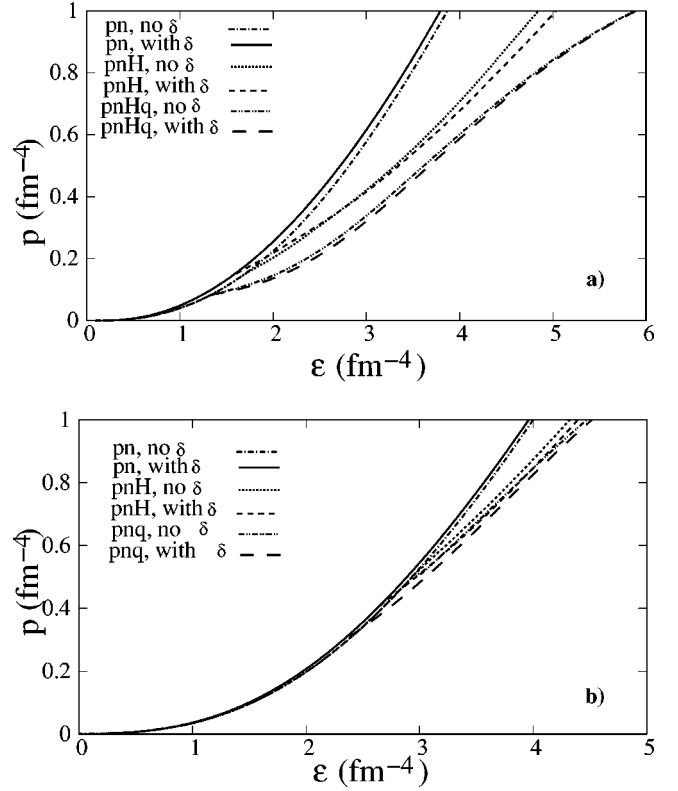 1
pn, no δ
pn, with δ
pnH, no δ
pnH, with δ
pnHq, no δ
pnHq, with δ
0.8
0.6
0.4
0.2
0
p (fm⁻⁴)
a)
1 2 3 4 5 6
ε (fm⁻⁴)
1
pn, no δ
pn, with δ
pnH, no δ
pnH, with δ
pnq, no δ
pnq, with δ
0.8
0.6
0.4
0.2
0
p (fm⁻⁴)
b)
0 1 2 3 4 5
ε (fm⁻⁴)